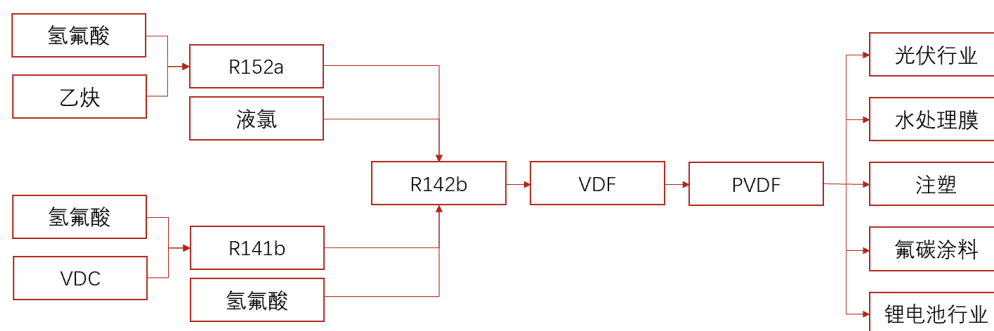 氢氟酸
乙炔
R152a
液氯
氢氟酸
VDC
R141b
氢氟酸
R142b
VDF
PVDF
光伏行业
水处理膜
注塑
氟碳涂料
锂电池行业